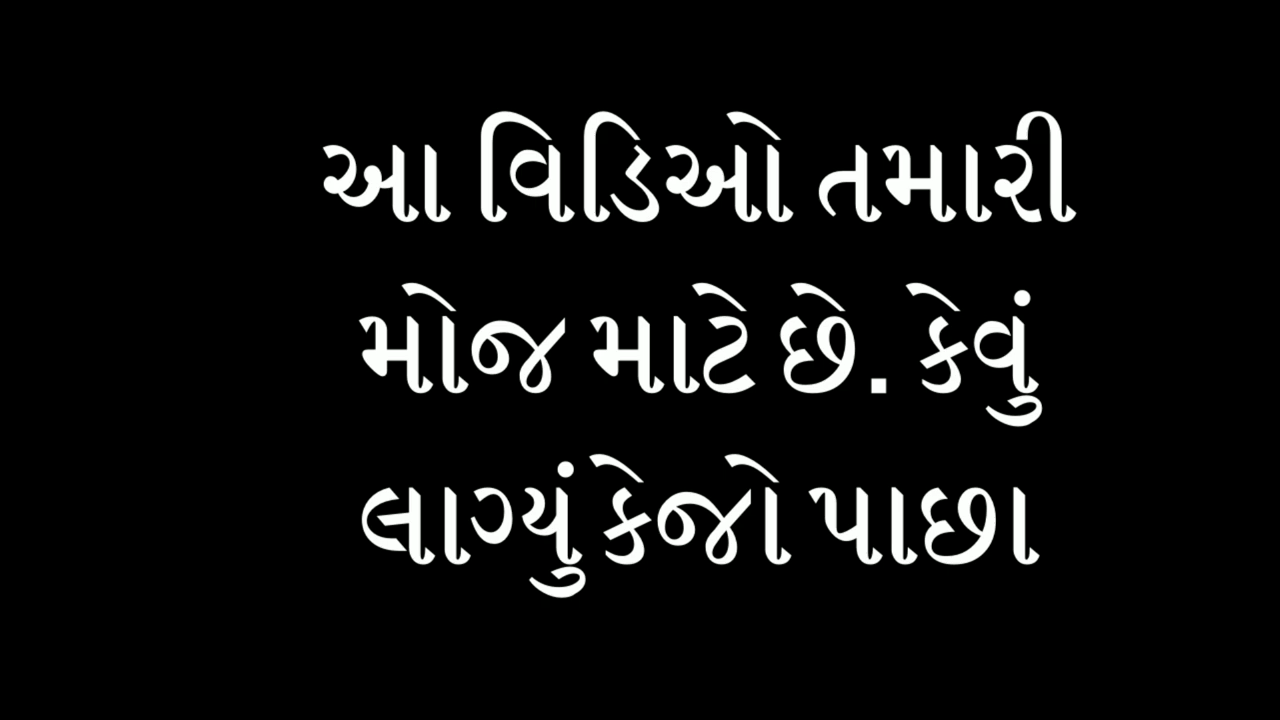 આ વિડિઓ તમારી
મોજ માટે છે. કેવું
લાગ્યું કેજો પાછા